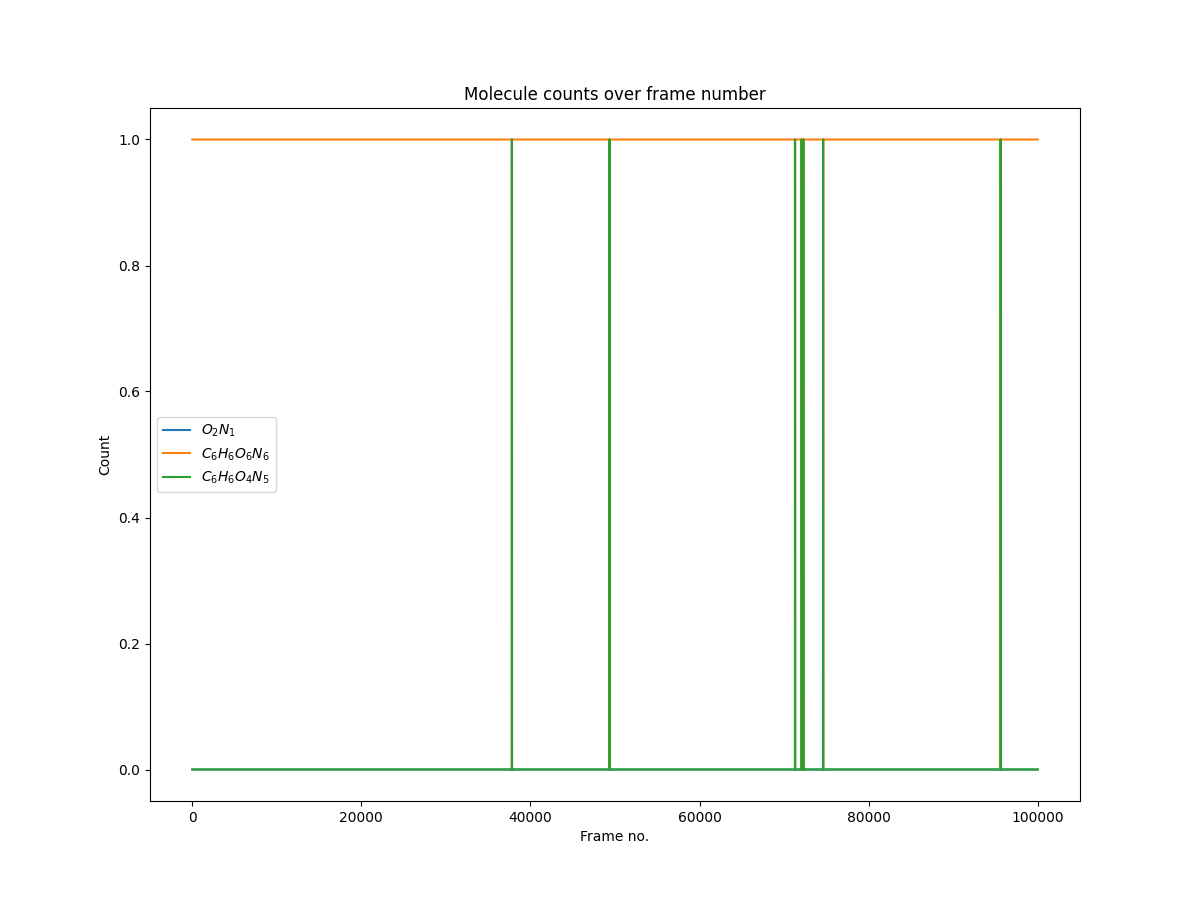 Molecule counts over frame number
Count
1.0
0.8
0.6
0.4
0.2
0.0
O₂N₁
C₆H₆O₆N₆
C₆H₆O₄N₅
0 20000 40000 60000 80000 100000
Frame no.